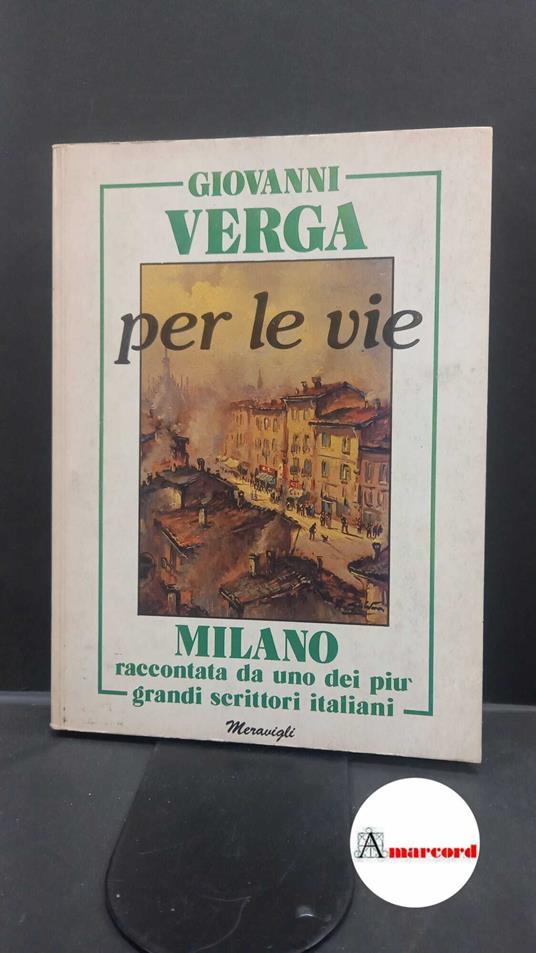 GIOVANNI
VERGA
per le vie
MILANO
raccontata da uno dei piu'
grandi scrittori italiani
Meravigli
Amarcord